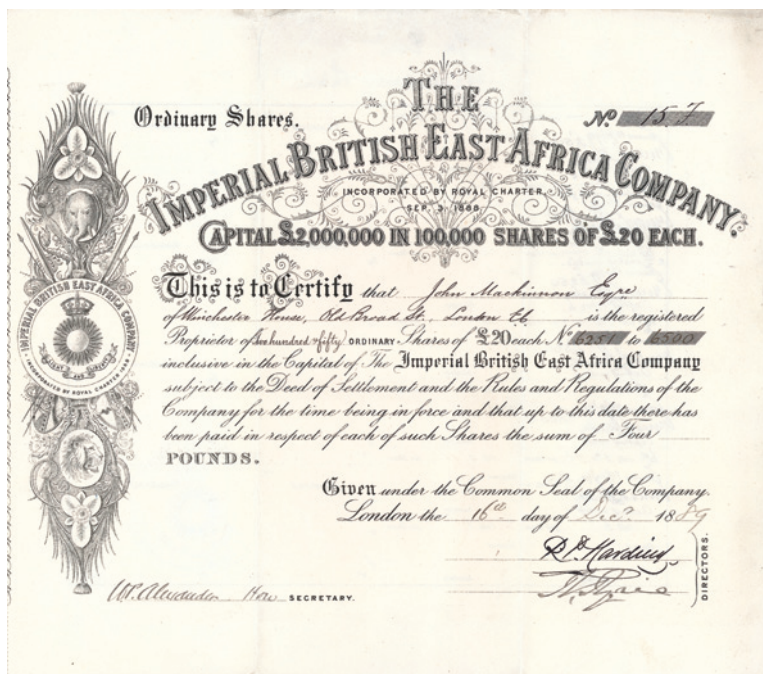 Ordinary Shares.
No. 157
THE
IMPERIAL BRITISH EAST AFRICA COMPANY.
INCORPORATED BY ROYAL CHARTER
SEP. 3. 1888
CAPITAL £2,000,000 IN 100,000 SHARES OF £20 EACH.
This is to Certify that John Mackinnon Esqre
of Winchester House, Old Broad St., London EC is the registered
Proprietor of two hundred & fifty ORDINARY Shares of £20 each No. 6251 to 6500
inclusive in the Capital of The Imperial British East Africa Company
subject to the Deed of Settlement and the Rules and Regulations of the
Company for the time being in force and that up to this date there has
been paid in respect of each of such Shares the sum of Four
POUNDS.
Given under the Common Seal of the Company.
London the 16th day of Decr. 1889
DIRECTORS.
SECRETARY.
IMPERIAL BRITISH EAST AFRICA COMPANY
INCORPORATED BY ROYAL CHARTER 1888
LIGHT AND LIBERTY